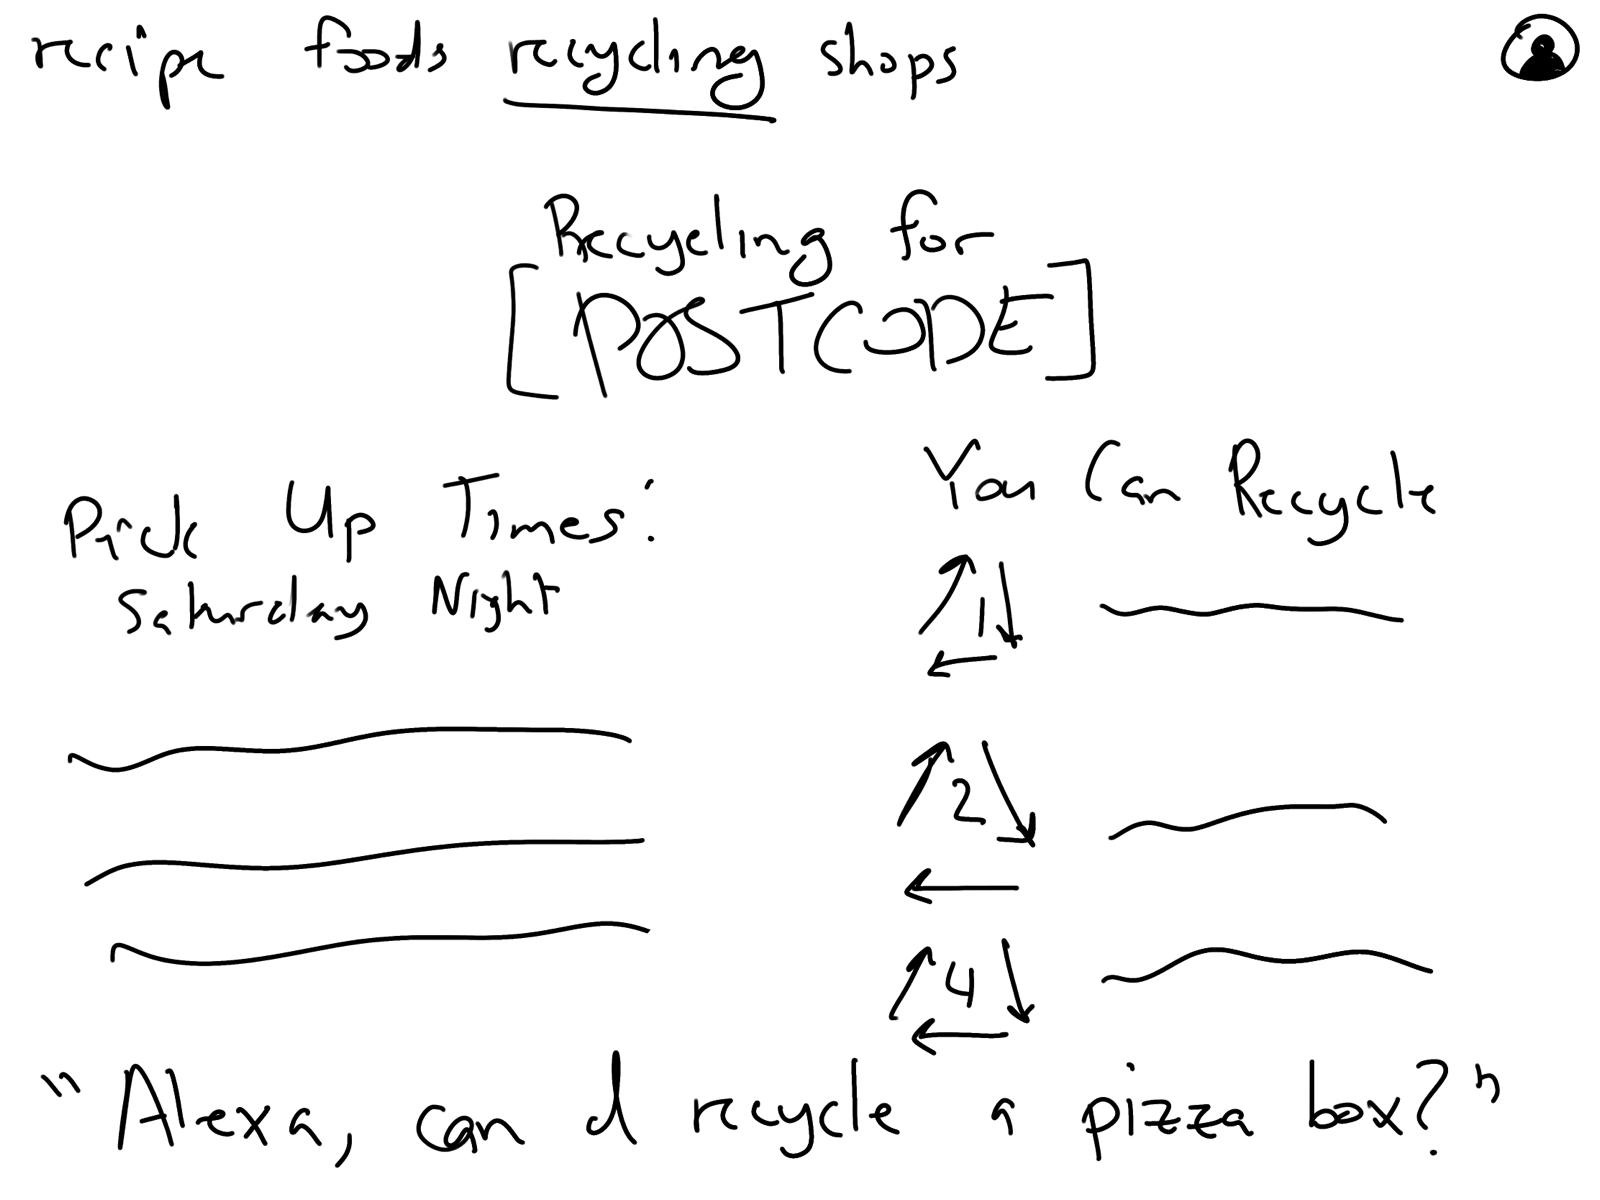 recipe foods recycling shops
Recycling for
[POSTCODE]
Pick Up Times:
Saturday Night
You Can Recycle
1
2
4
"Alexa, can I recycle a pizza box?"